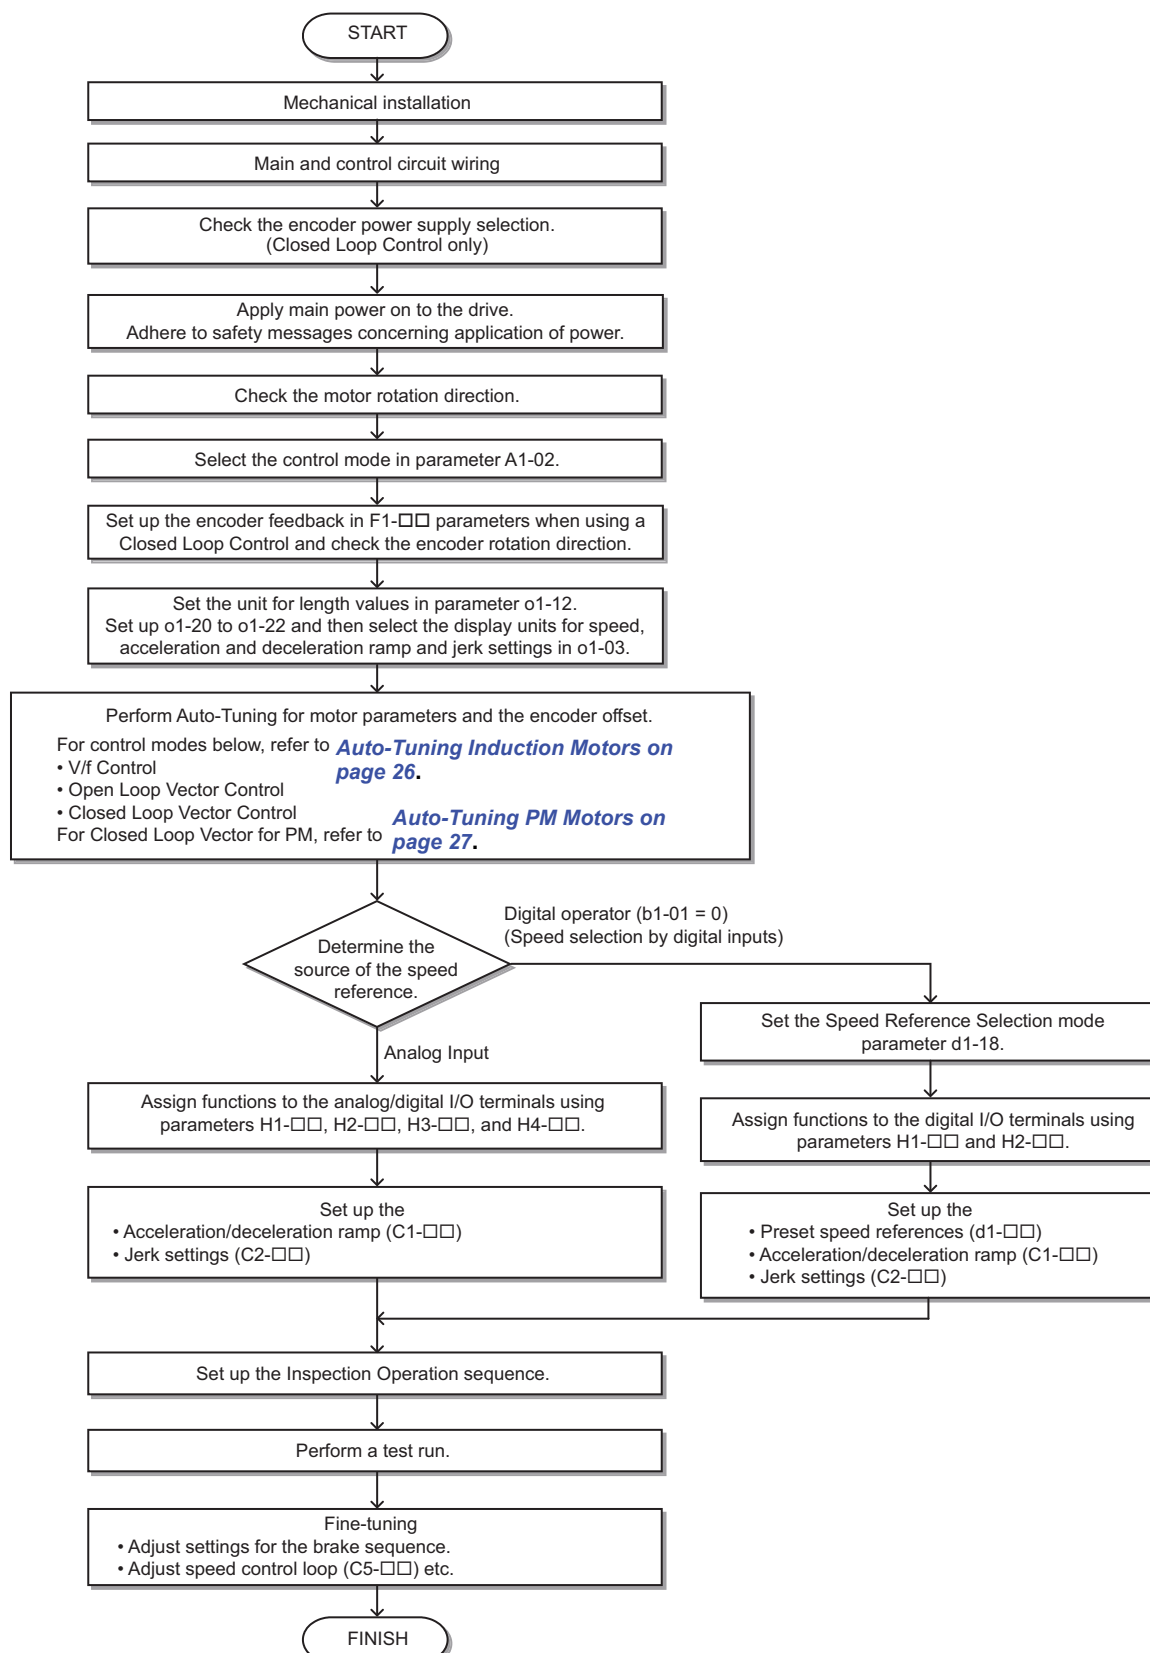 START
Mechanical installation
Main and control circuit wiring
Check the encoder power supply selection.
(Closed Loop Control only)
Apply main power on to the drive.
Adhere to safety messages concerning application of power.
Check the motor rotation direction.
Select the control mode in parameter A1-02.
Set up the encoder feedback in F1-□□ parameters when using a
Closed Loop Control and check the encoder rotation direction.
Set the unit for length values in parameter o1-12.
Set up o1-20 to o1-22 and then select the display units for speed,
acceleration and deceleration ramp and jerk settings in o1-03.
Perform Auto-Tuning for motor parameters and the encoder offset.
For control modes below, refer to Auto-Tuning Induction Motors on
page 26.
• V/f Control
• Open Loop Vector Control
• Closed Loop Vector Control
For Closed Loop Vector for PM, refer to Auto-Tuning PM Motors on
page 27.
Determine the
source of the speed
reference.
Digital operator (b1-01 = 0)
(Speed selection by digital inputs)
Analog Input
Assign functions to the analog/digital I/O terminals using
parameters H1-□□, H2-□□, H3-□□, and H4-□□.
Set up the
• Acceleration/deceleration ramp (C1-□□)
• Jerk settings (C2-□□)
Set the Speed Reference Selection mode
parameter d1-18.
Assign functions to the digital I/O terminals using
parameters H1-□□ and H2-□□.
Set up the
• Preset speed references (d1-□□)
• Acceleration/deceleration ramp (C1-□□)
• Jerk settings (C2-□□)
Set up the Inspection Operation sequence.
Perform a test run.
Fine-tuning
• Adjust settings for the brake sequence.
• Adjust speed control loop (C5-□□) etc.
FINISH